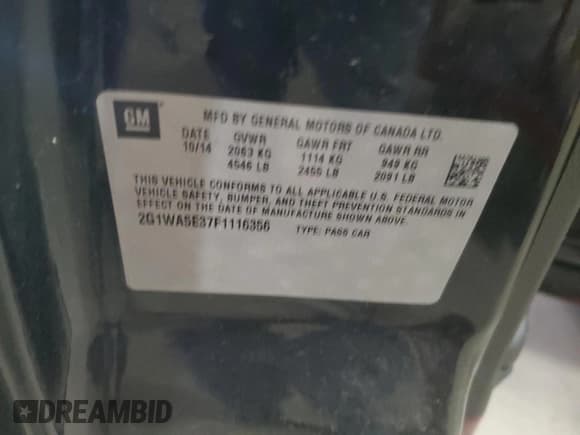 GM
MFD BY GENERAL MOTORS OF CANADA LTD.
DATE GVWR GAWR FRT GAWR RR
10/14 2063 KG 1114 KG 949 KG
4546 LB 2455 LB 2091 LB
THIS VEHICLE CONFORMS TO ALL APPLICABLE U.S. FEDERAL MOTOR
VEHICLE SAFETY, BUMPER, AND THEFT PREVENTION STANDARDS IN
EFFECT ON THE DATE OF MANUFACTURE SHOWN ABOVE.
2G1WA5E37F1116356 TYPE: PASS CAR
DREAMBID